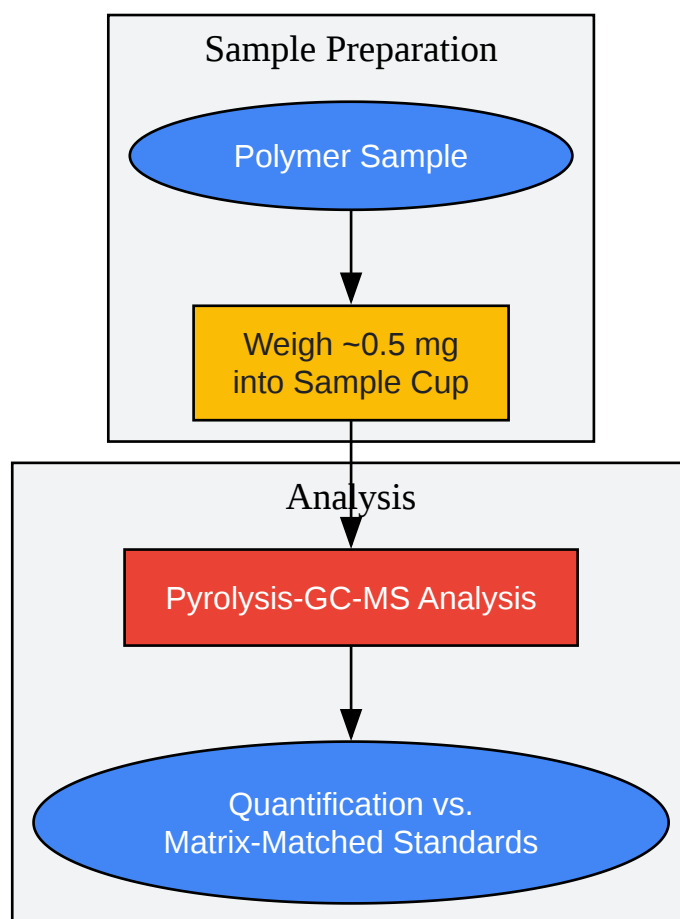 Sample Preparation
Polymer Sample
Weigh ~0.5 mg
into Sample Cup
Analysis
Pyrolysis-GC-MS Analysis
Quantification vs.
Matrix-Matched Standards